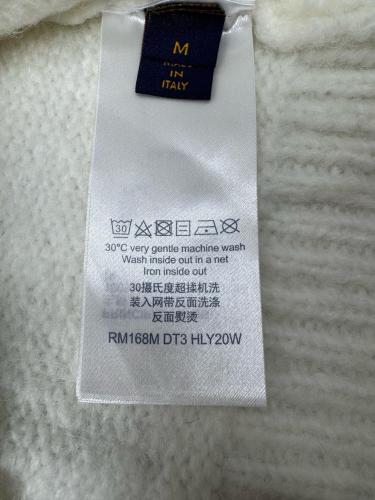 M
IN
ITALY
30
30°C very gentle machine wash
Wash inside out in a net
Iron inside out
30摄氏度超揉机洗
装入网带反面洗涤
反面熨烫
RM168M DT3 HLY20W